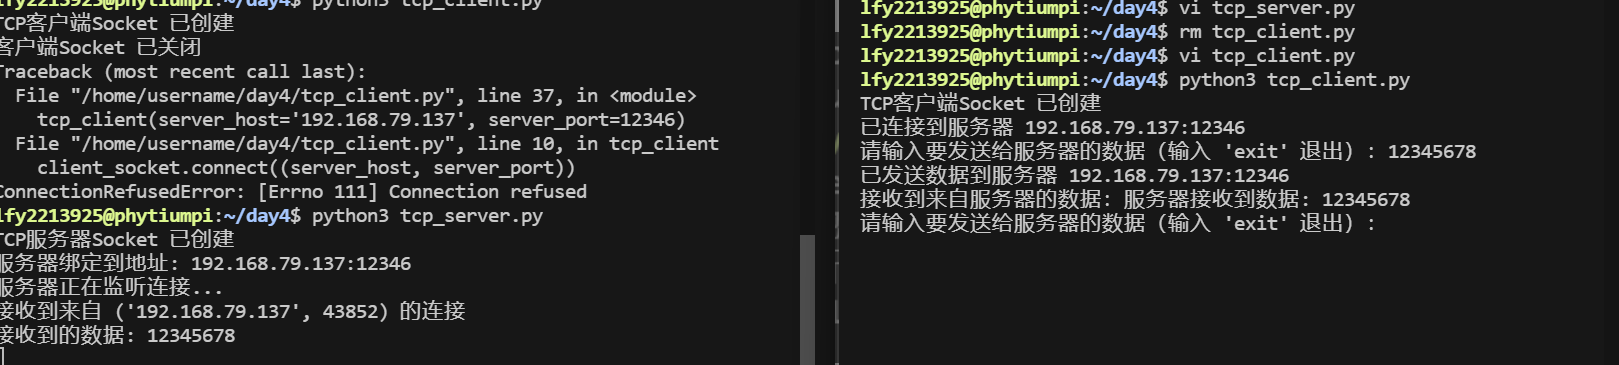 lfy2213925@phytiumpi:~/day4$ python3 tcp_client.py
TCP客户端Socket 已创建
客户端Socket 已关闭
Traceback (most recent call last):
File "/home/username/day4/tcp_client.py", line 37, in <module>
tcp_client(server_host='192.168.79.137', server_port=12346)
File "/home/username/day4/tcp_client.py", line 10, in tcp_client
client_socket.connect((server_host, server_port))
ConnectionRefusedError: [Errno 111] Connection refused
lfy2213925@phytiumpi:~/day4$ python3 tcp_server.py
TCP服务器Socket 已创建
服务器绑定到地址: 192.168.79.137:12346
服务器正在监听连接...
接收到来自 ('192.168.79.137', 43852) 的连接
接收到的数据: 12345678
lfy2213925@phytiumpi:~/day4$ vi tcp_server.py
lfy2213925@phytiumpi:~/day4$ rm tcp_client.py
lfy2213925@phytiumpi:~/day4$ vi tcp_client.py
lfy2213925@phytiumpi:~/day4$ python3 tcp_client.py
TCP客户端Socket 已创建
已连接到服务器 192.168.79.137:12346
请输入要发送给服务器的数据 (输入 'exit' 退出) : 12345678
已发送数据到服务器 192.168.79.137:12346
接收到来自服务器的数据: 服务器接收到数据: 12345678
请输入要发送给服务器的数据 (输入 'exit' 退出) :